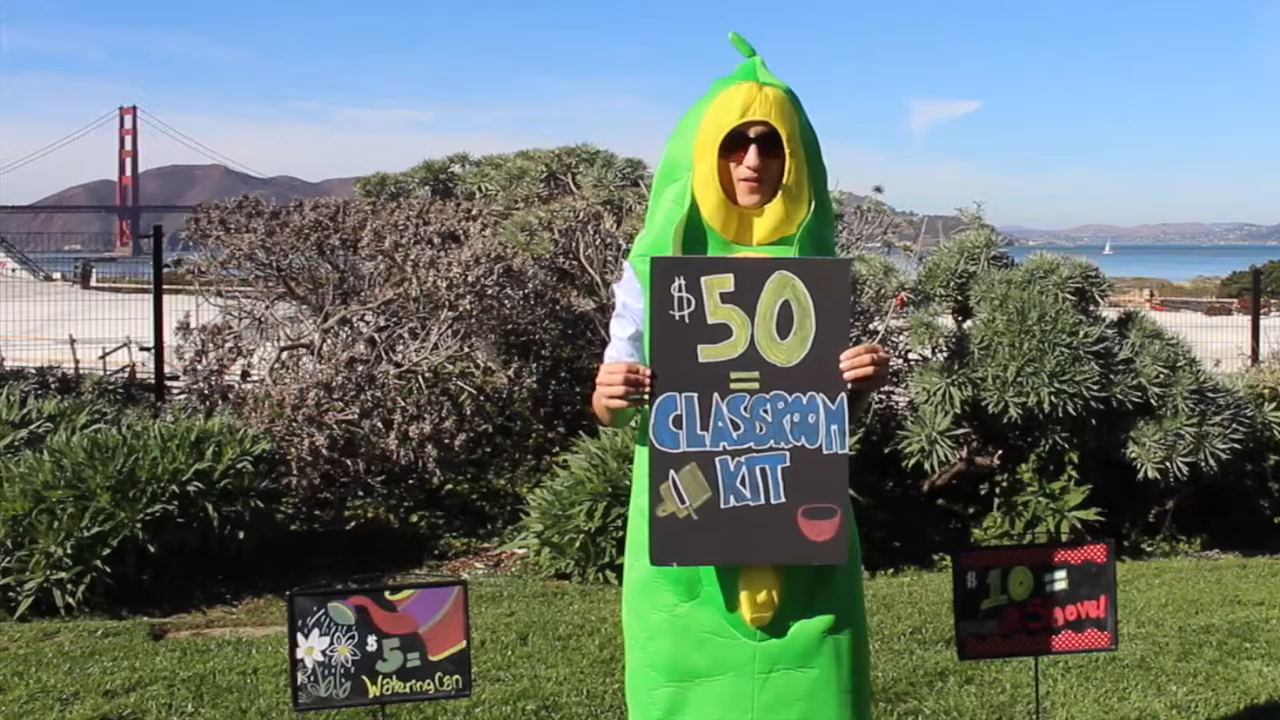 $50
=
CLASSROOM
KIT
$5=
Watering Can
$10 =
A Shovel